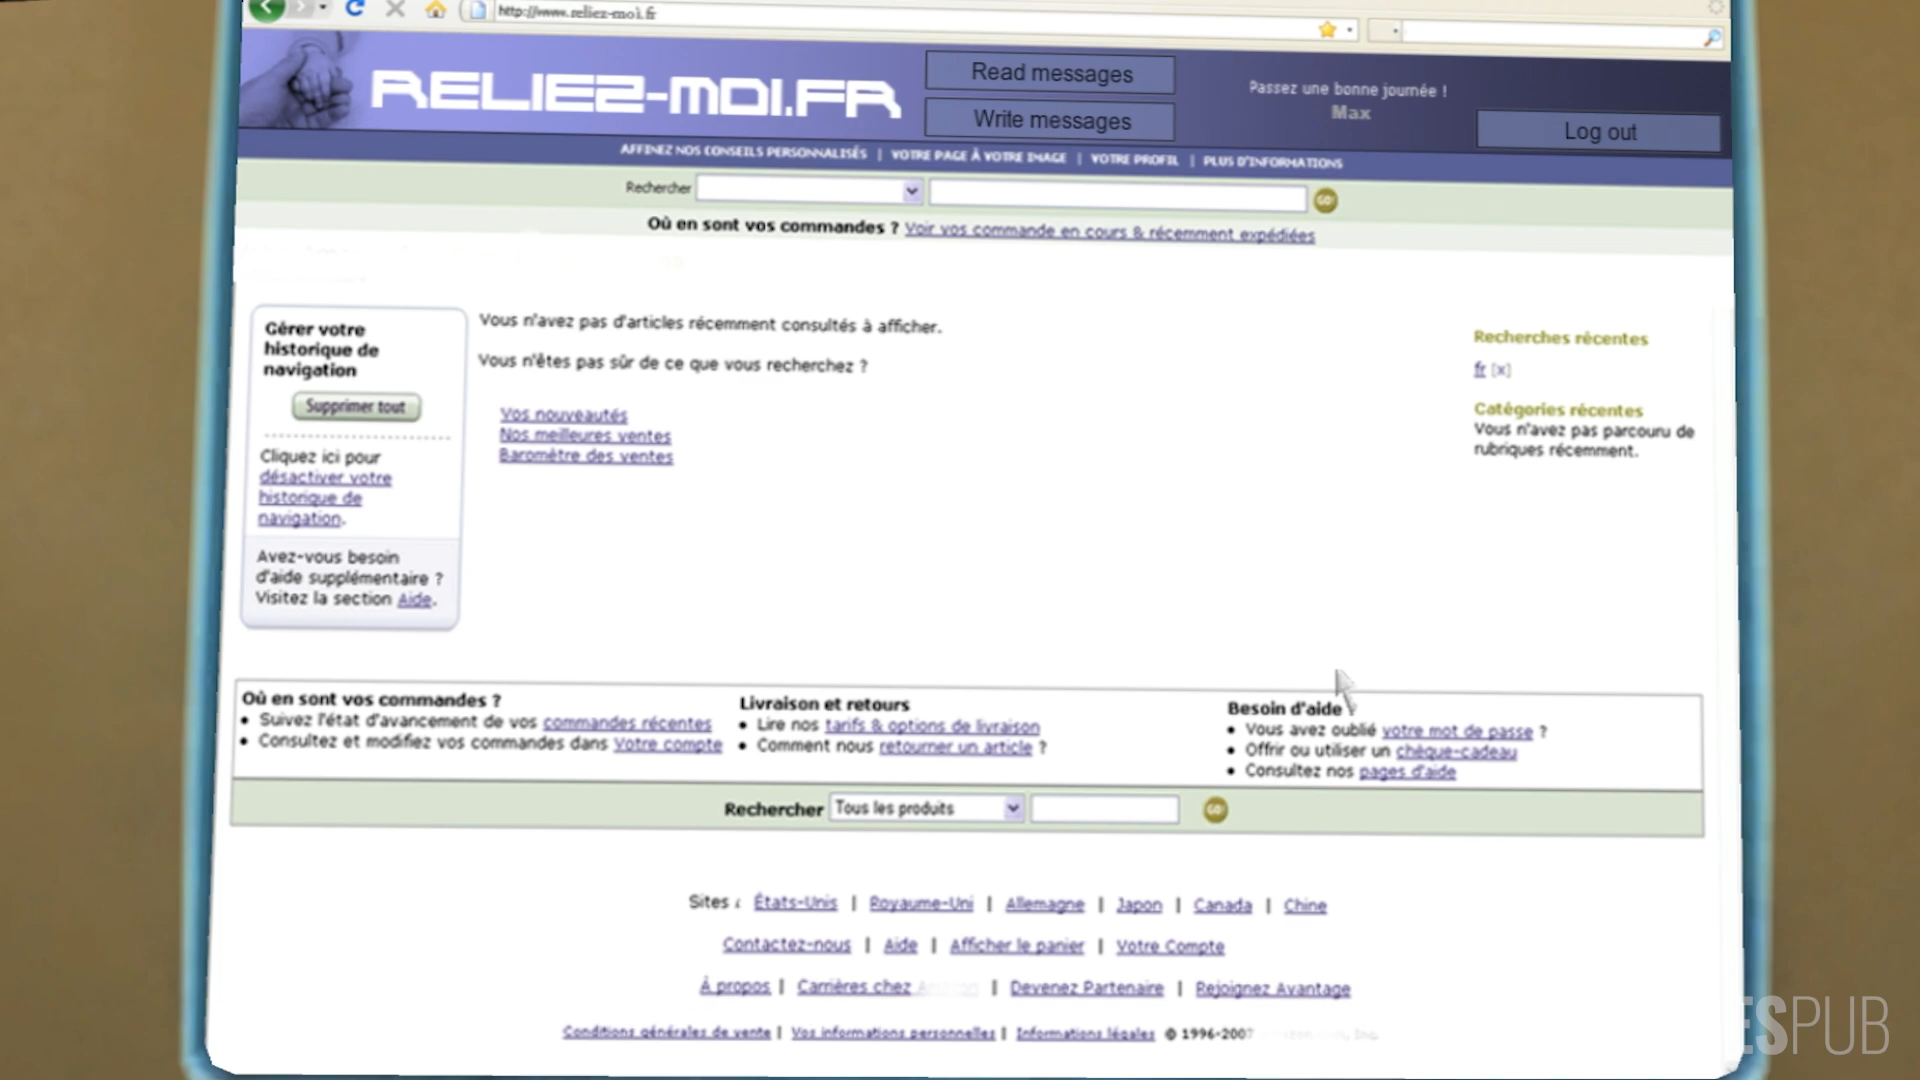 http://www.reliez-moi.fr
RELIEZ-MOI.FR
Read messages
Write messages
Passez une bonne journée !
Max
Log out
AFFINEZ NOS CONSEILS PERSONNALISÉS | VOTRE PAGE À VOTRE IMAGE | VOTRE PROFIL | PLUS D'INFORMATIONS
Rechercher
GO!
Où en sont vos commandes ? Voir vos commande en cours & récemment expédiées
Gérer votre
historique de
navigation
Supprimer tout
Cliquez ici pour
désactiver votre
historique de
navigation.
Avez-vous besoin
d'aide supplémentaire ?
Visitez la section Aide.
Vous n'avez pas d'articles récemment consultés à afficher.
Vous n'êtes pas sûr de ce que vous recherchez ?
Vos nouveautés
Nos meilleures ventes
Baromètre des ventes
Recherches récentes
fr [x]
Catégories récentes
Vous n'avez pas parcouru de
rubriques récemment.
Où en sont vos commandes ?
• Suivez l'état d'avancement de vos commandes récentes
• Consultez et modifiez vos commandes dans Votre compte
Livraison et retours
• Lire nos tarifs & options de livraison
• Comment nous retourner un article ?
Besoin d'aide ?
• Vous avez oublié votre mot de passe ?
• Offrir ou utiliser un chèque-cadeau
• Consultez nos pages d'aide
Rechercher Tous les produits GO!
Sites : États-Unis | Royaume-Uni | Allemagne | Japon | Canada | Chine
Contactez-nous | Aide | Afficher le panier | Votre Compte
À propos | Carrières chez | Devenez Partenaire | Rejoignez Avantage
Conditions générales de vente | Vos informations personnelles | Informations légales © 1996-2007
ESPUB